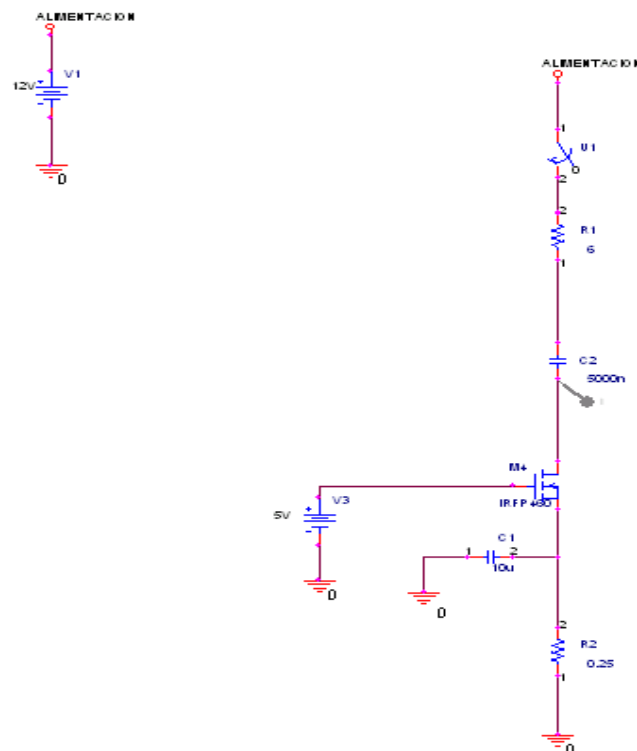 ALIMENTACION
V1
12V
0
ALIMENTACION
1
U1
0
2
2
R1
6
1
C2
5000n
M4
IRFP460
V3
5V
0
C1
1
2
10u
0
2
R2
0.25
1
0